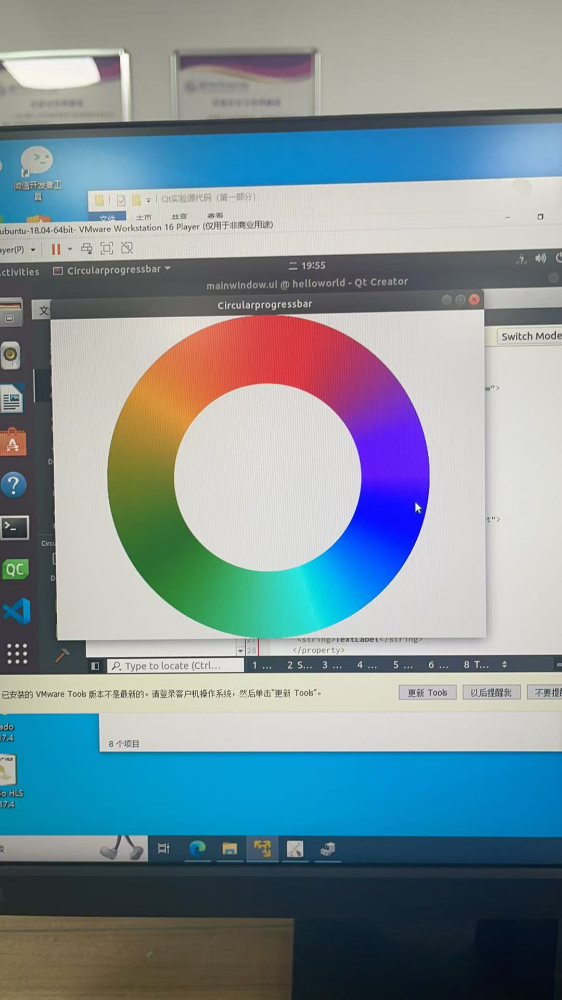 微信开发者工
具
Qt实验源代码（第一部分）
文件 主页 共享 查看
ubuntu-18.04-64bit- VMware Workstation 16 Player (仅用于非商业用途)
ayer(P)
Activities Circularprogressbar 二 19:55
mainwindow.ui @ helloworld - Qt Creator
文
Circularprogressbar
Switch Mode
w">
D
t">
Circu
QC
D
27 <string>TextLabel</string>
28 </property>
Type to locate (Ctrl... 1 ... 2 S... 3 ... 4 ... 5 ... 6 ... 8 T...
已安装的 VMware Tools 版本不是最新的。请登录客户机操作系统，然后单击“更新 Tools”。 更新 Tools 以后提醒我 不要提醒
ado
17.4
8 个项目
HLS
do HLS
17.4